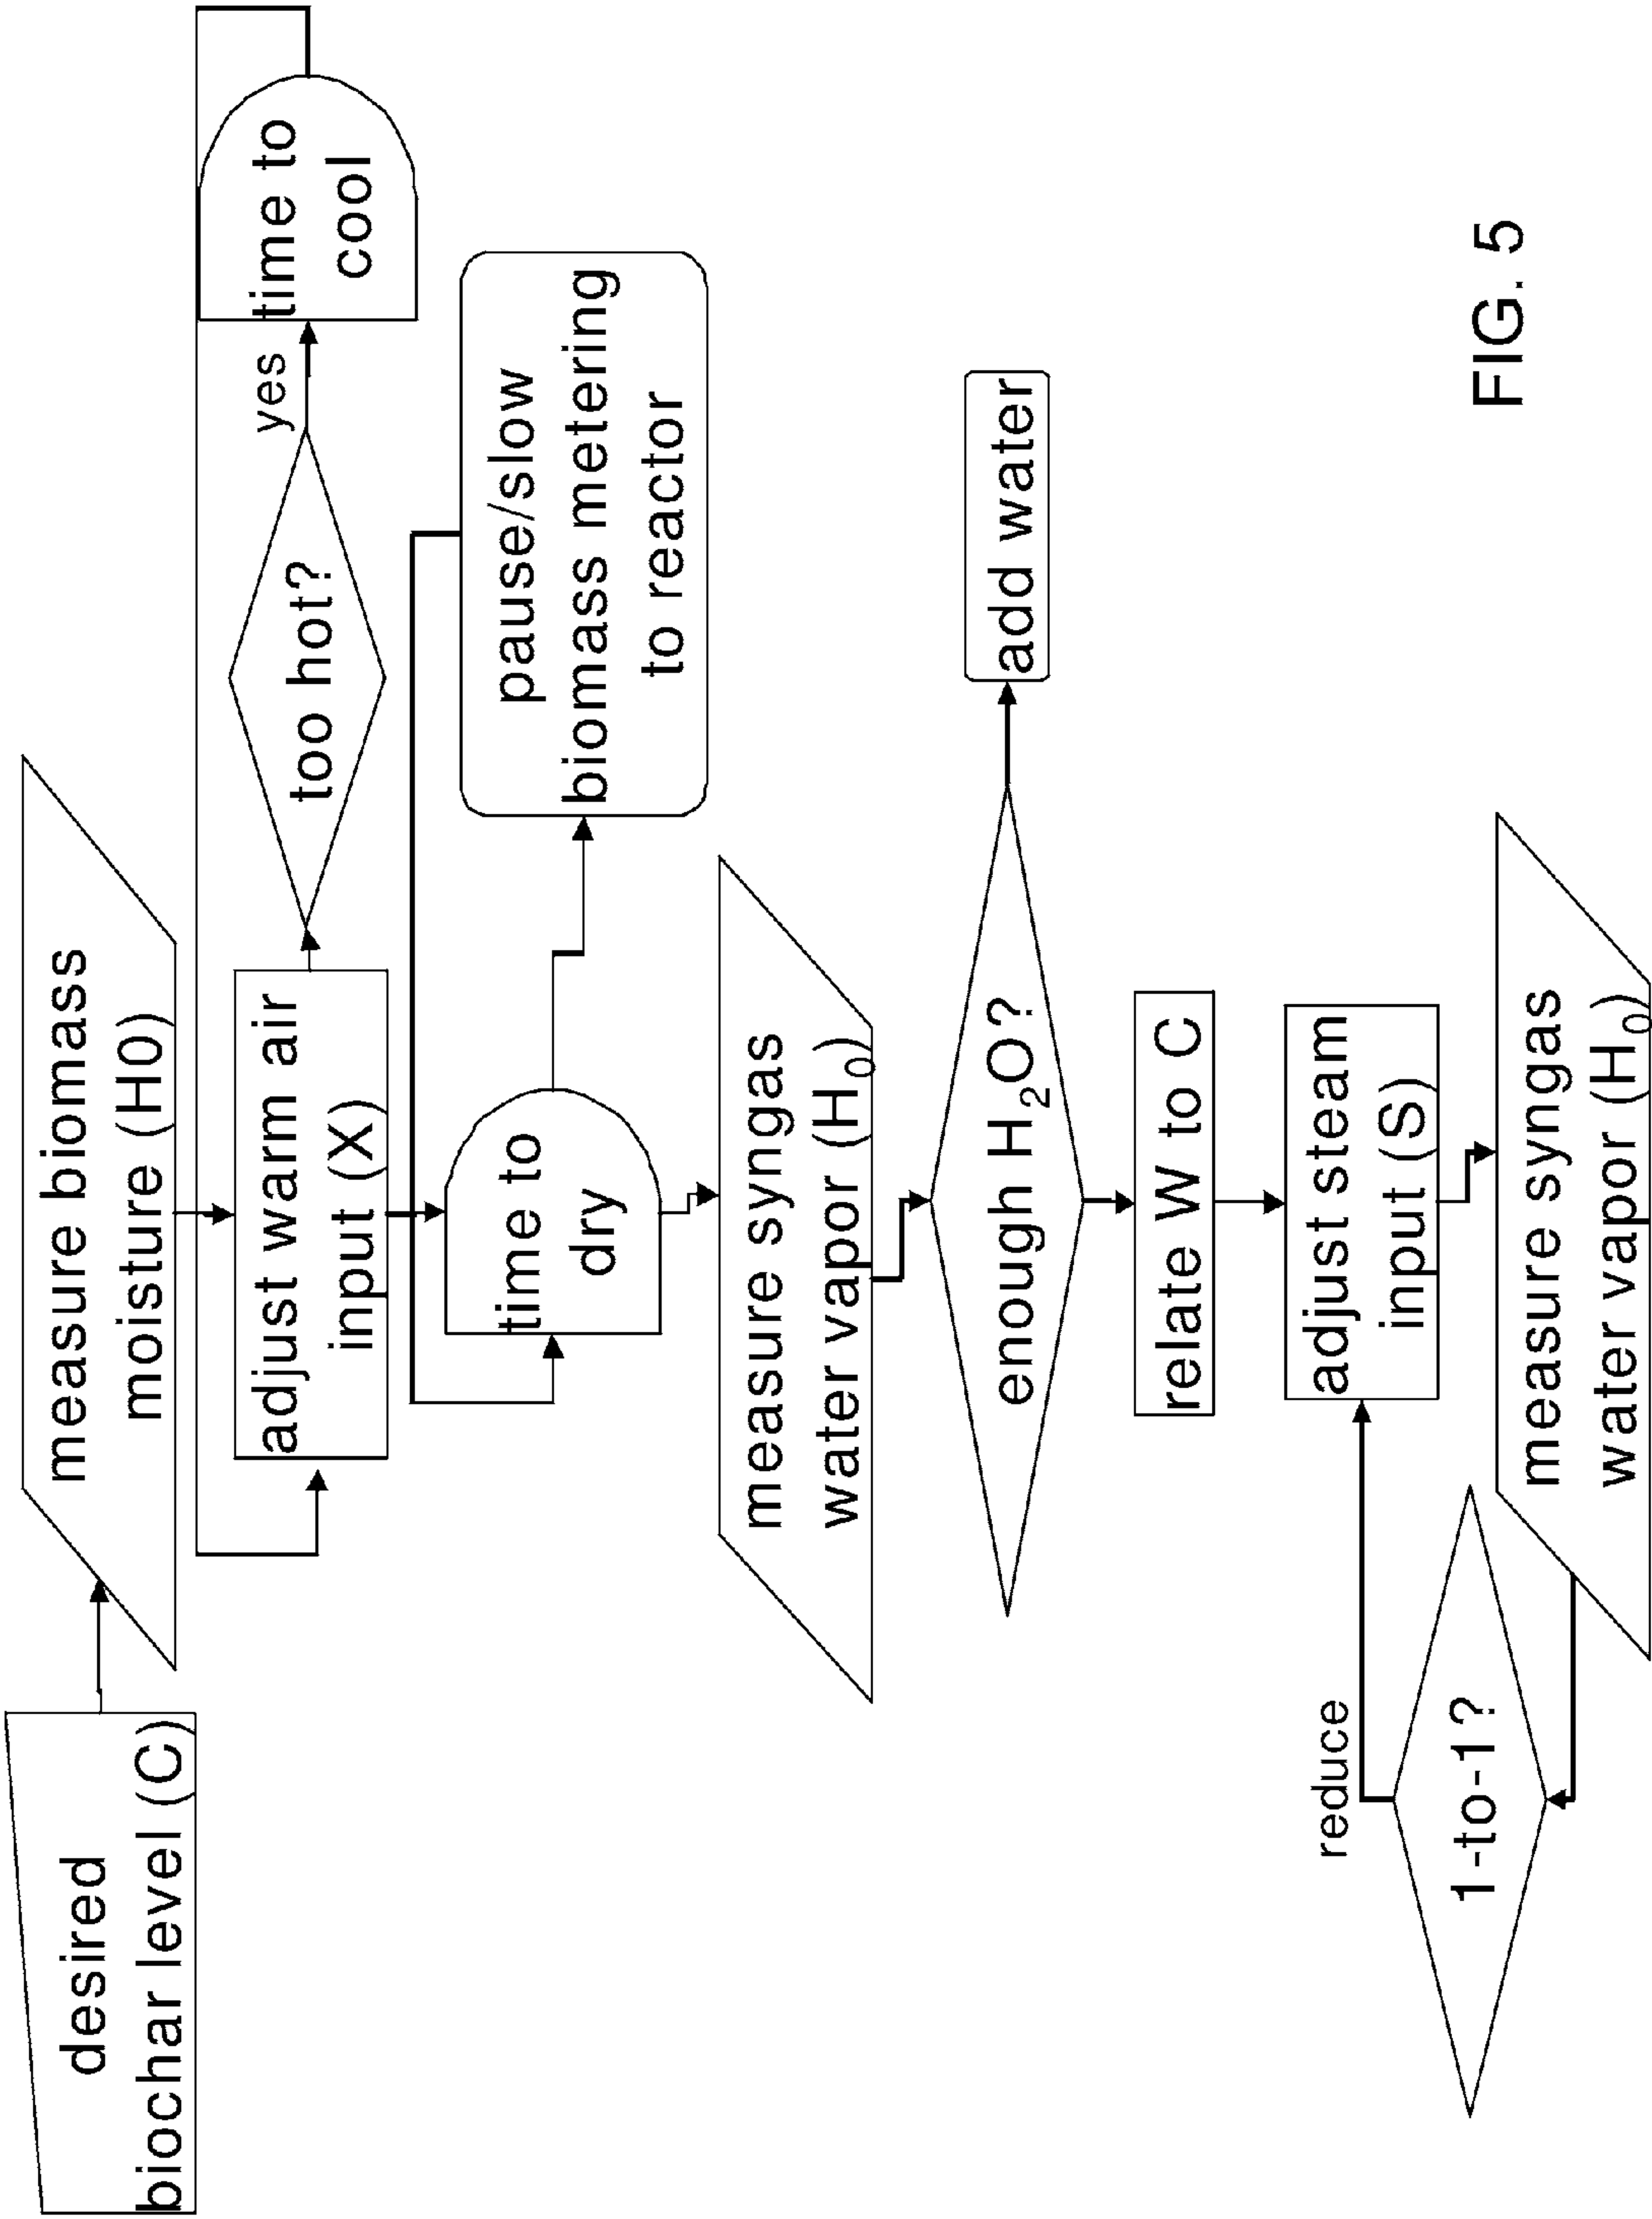 desired
biochar level (C)
measure biomass
moisture (H0)
adjust warm air
input (X)
too hot?
yes
time to
cool
time to
dry
pause/slow
biomass metering
to reactor
measure syngas
water vapor (H₀)
enough H₂O?
add water
relate W to C
adjust steam
input (S)
measure syngas
water vapor (H₀)
1-to-1?
reduce
FIG. 5